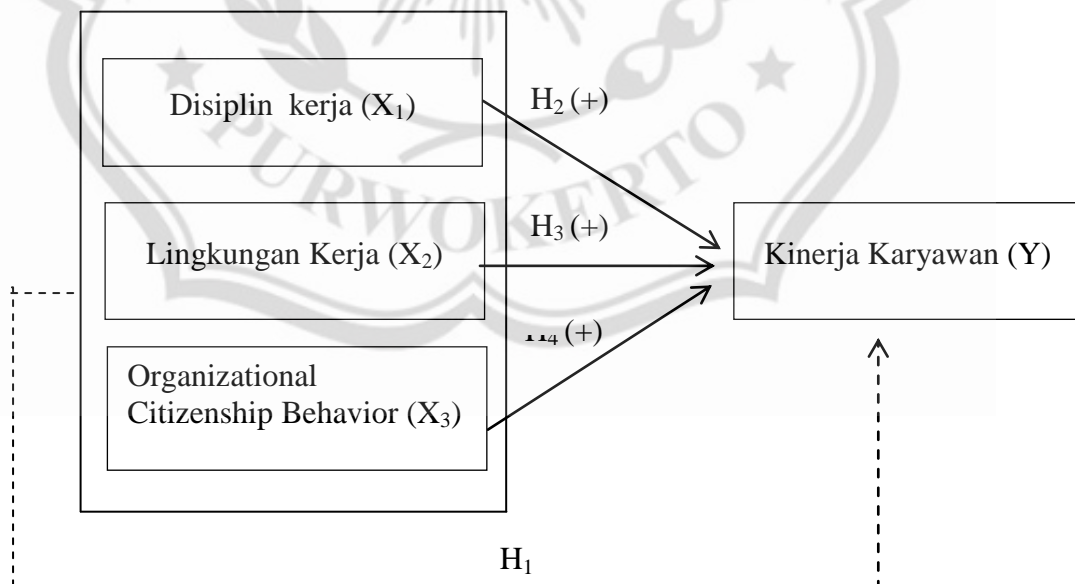 Disiplin kerja (X₁)
H₂ (+)
PURWOKERTO
Lingkungan Kerja (X₂)
H₃ (+)
Kinerja Karyawan (Y)
(+)
Organizational
Citizenship Behavior (X₃)
H₁